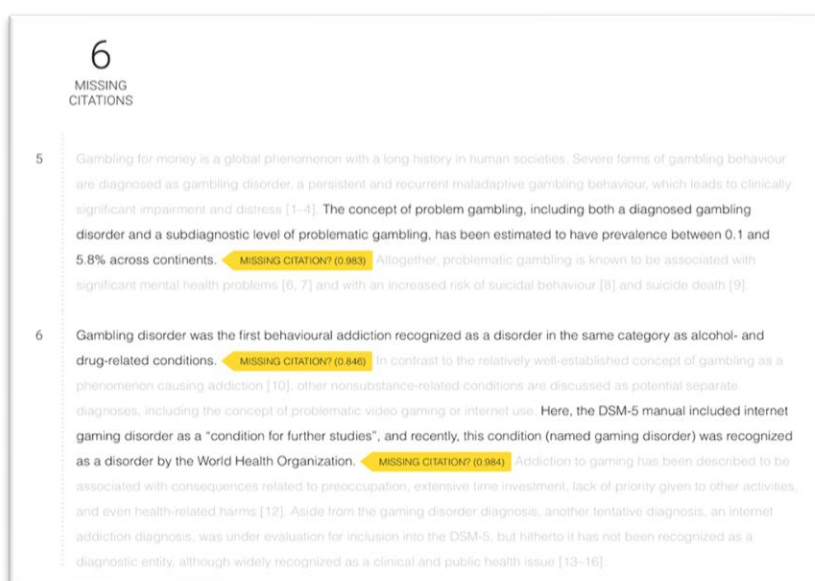 6
MISSING
CITATIONS
5 Gambling for money is a global phenomenon with a long history in human societies. Severe forms of gambling behaviour
are diagnosed as gambling disorder, a persistent and recurrent maladaptive gambling behaviour, which leads to clinically
significant impairment and distress [1–4]. The concept of problem gambling, including both a diagnosed gambling
disorder and a subdiagnostic level of problematic gambling, has been estimated to have prevalence between 0.1 and
5.8% across continents. MISSING CITATION? (0.983) Altogether, problematic gambling is known to be associated with
significant mental health problems [6, 7] and with an increased risk of suicidal behaviour [8] and suicide death [9].
6 Gambling disorder was the first behavioural addiction recognized as a disorder in the same category as alcohol- and
drug-related conditions. MISSING CITATION? (0.846) In contrast to the relatively well-established concept of gambling as a
phenomenon causing addiction [10], other nonsubstance-related conditions are discussed as potential separate
diagnoses, including the concept of problematic video gaming or internet use. Here, the DSM-5 manual included internet
gaming disorder as a “condition for further studies”, and recently, this condition (named gaming disorder) was recognized
as a disorder by the World Health Organization. MISSING CITATION? (0.984) Addiction to gaming has been described to be
associated with consequences related to preoccupation, extensive time investment, lack of priority given to other activities,
and even health-related harms [12]. Aside from the gaming disorder diagnosis, another tentative diagnosis, an internet
addiction diagnosis, was under evaluation for inclusion into the DSM-5, but hitherto it has not been recognized as a
diagnostic entity, although widely recognized as a clinical and public health issue [13–16].